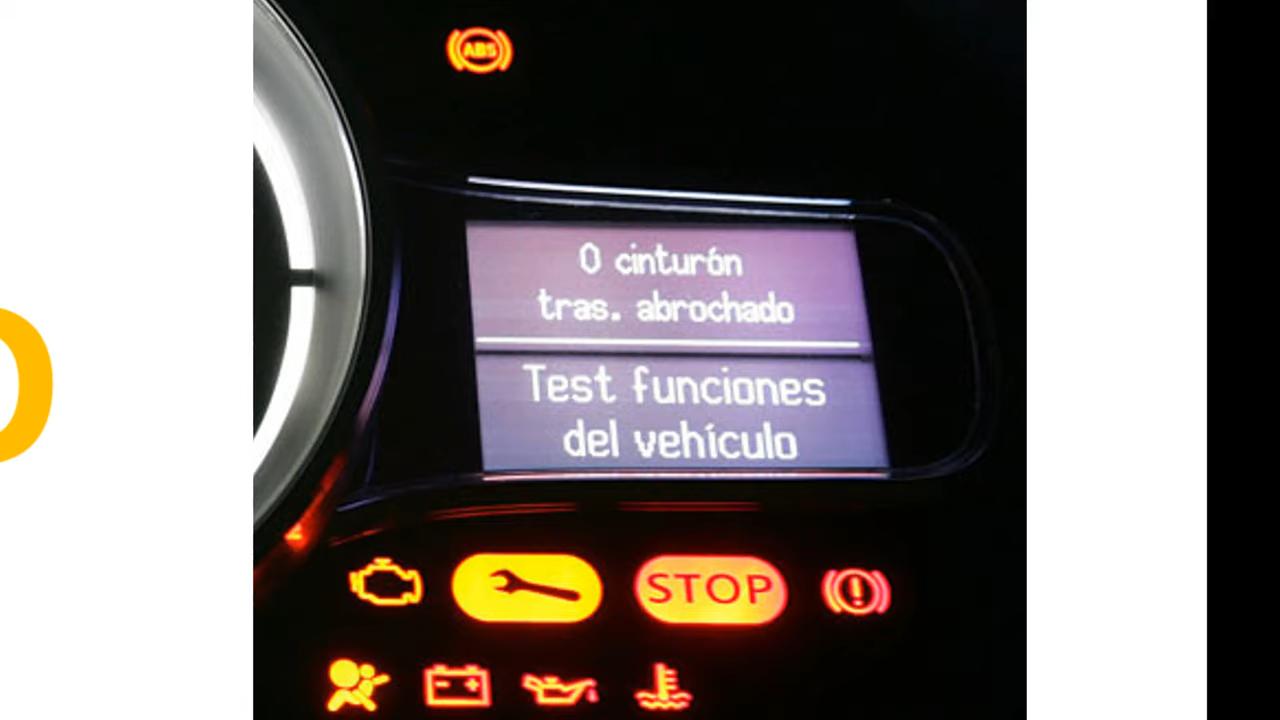 ABS
0 cinturón
tras. abrochado
Test funciones
del vehículo
STOP